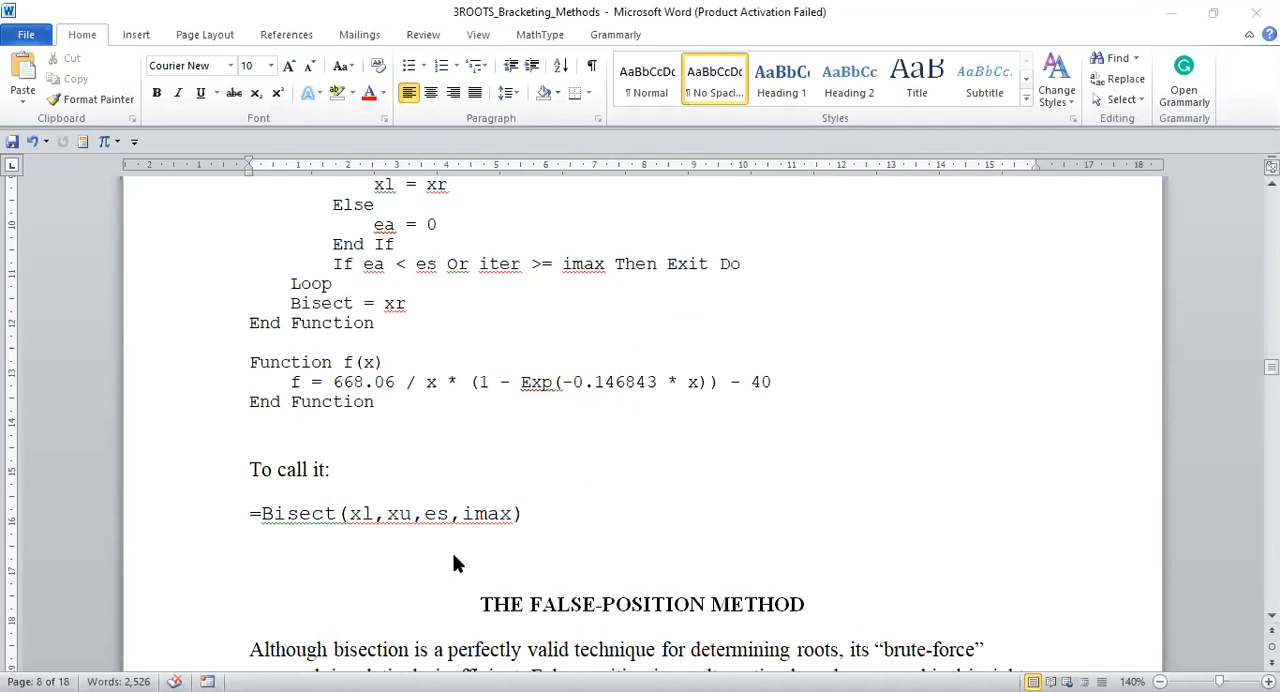 3ROOTS_Bracketing_Methods - Microsoft Word (Product Activation Failed)
File Home Insert Page Layout References Mailings Review View MathType Grammarly
Paste Cut Copy Format Painter
Clipboard
Courier New 10
Font
Paragraph
AaBbCcDc AaBbCcDc AaBbC AaBbCc AaB AaBbCc.
¶ Normal ¶ No Spaci... Heading 1 Heading 2 Title Subtitle
Change Styles
Styles
Find
Replace
Select
Editing
Open Grammarly
Grammarly
xl = xr
Else
ea = 0
End If
If ea < es Or iter >= imax Then Exit Do
Loop
Bisect = xr
End Function
Function f(x)
f = 668.06 / x * (1 - Exp(-0.146843 * x)) - 40
End Function
To call it:
=Bisect(xl,xu,es,imax)
THE FALSE-POSITION METHOD
Although bisection is a perfectly valid technique for determining roots, its “brute-force”
Page: 8 of 18 Words: 2,526 140%